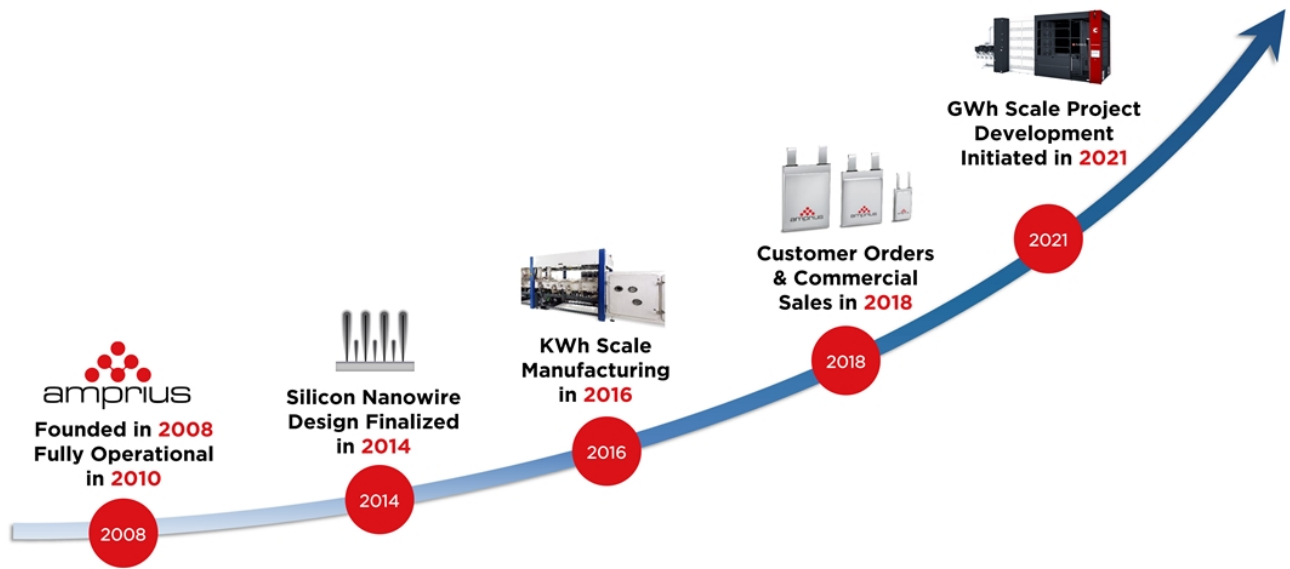 amprius
Founded in 2008
Fully Operational
in 2010
2008
Silicon Nanowire
Design Finalized
in 2014
2014
KWh Scale
Manufacturing
in 2016
2016
amprius
amprius
Customer Orders
& Commercial
Sales in 2018
2018
GWh Scale Project
Development
Initiated in 2021
2021